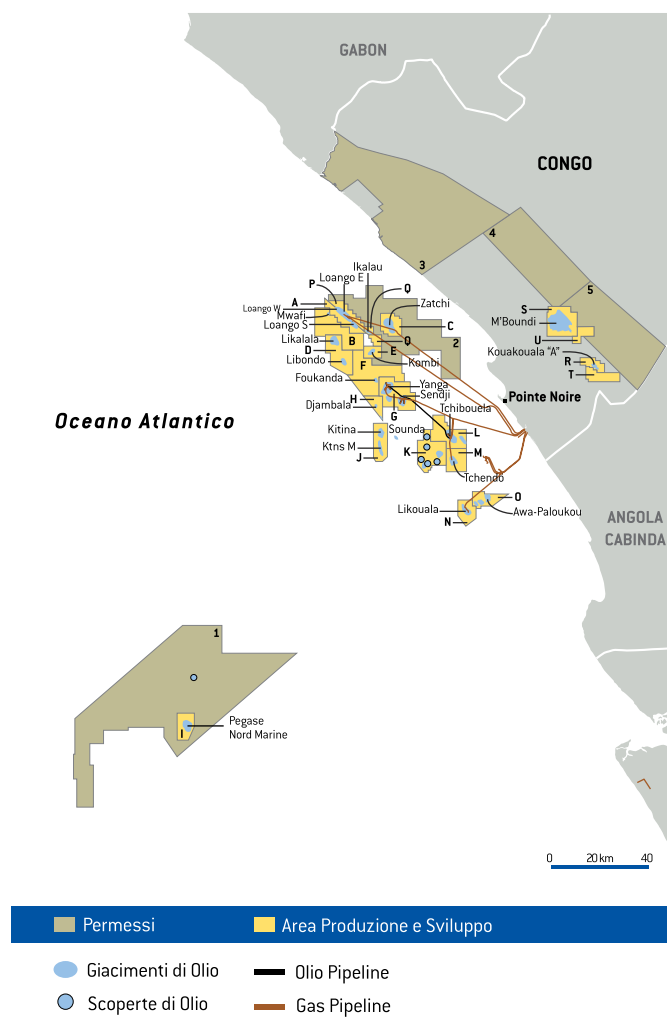 GABON
CONGO
4
3
5
Ikalau
Loango E
P
Q
A
Zatchi
Loango W
Mwafi
Loango S
C
S
M'Boundi
Likalala
B
Q
2
U
D
E
Kouakouala "A"
Libondo
F
Kombi
R
T
Foukanda
Yanga
Sendji
H
Pointe Noire
Djambala
G
Tchibouela
Oceano Atlantico
Kitina
Sounda
L
Ktns M
K
M
J
Tchendo
O
Likouala
Awa-Paloukou
N
ANGOLA
CABINDA
1
I
Pegase
Nord Marine
0 20 km 40
Permessi
Area Produzione e Sviluppo
Giacimenti di Olio
Olio Pipeline
Scoperte di Olio
Gas Pipeline